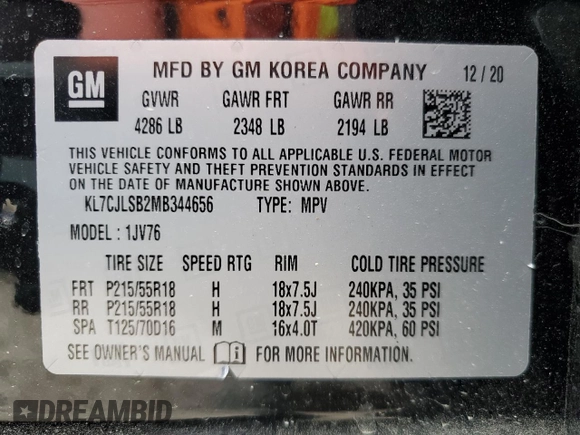 GM
MFD BY GM KOREA COMPANY 12 / 20
GVWR GAWR FRT GAWR RR
4286 LB 2348 LB 2194 LB
THIS VEHICLE CONFORMS TO ALL APPLICABLE U.S. FEDERAL MOTOR
VEHICLE SAFETY AND THEFT PREVENTION STANDARDS IN EFFECT
ON THE DATE OF MANUFACTURE SHOWN ABOVE.
KL7CJLSB2MB344656 TYPE: MPV
MODEL : 1JV76
TIRE SIZE SPEED RTG RIM COLD TIRE PRESSURE
FRT P215/55R18 H 18x7.5J 240KPA, 35 PSI
RR P215/55R18 H 18x7.5J 240KPA, 35 PSI
SPA T125/70D16 M 16x4.0T 420KPA, 60 PSI
SEE OWNER'S MANUAL FOR MORE INFORMATION.
DREAMBID